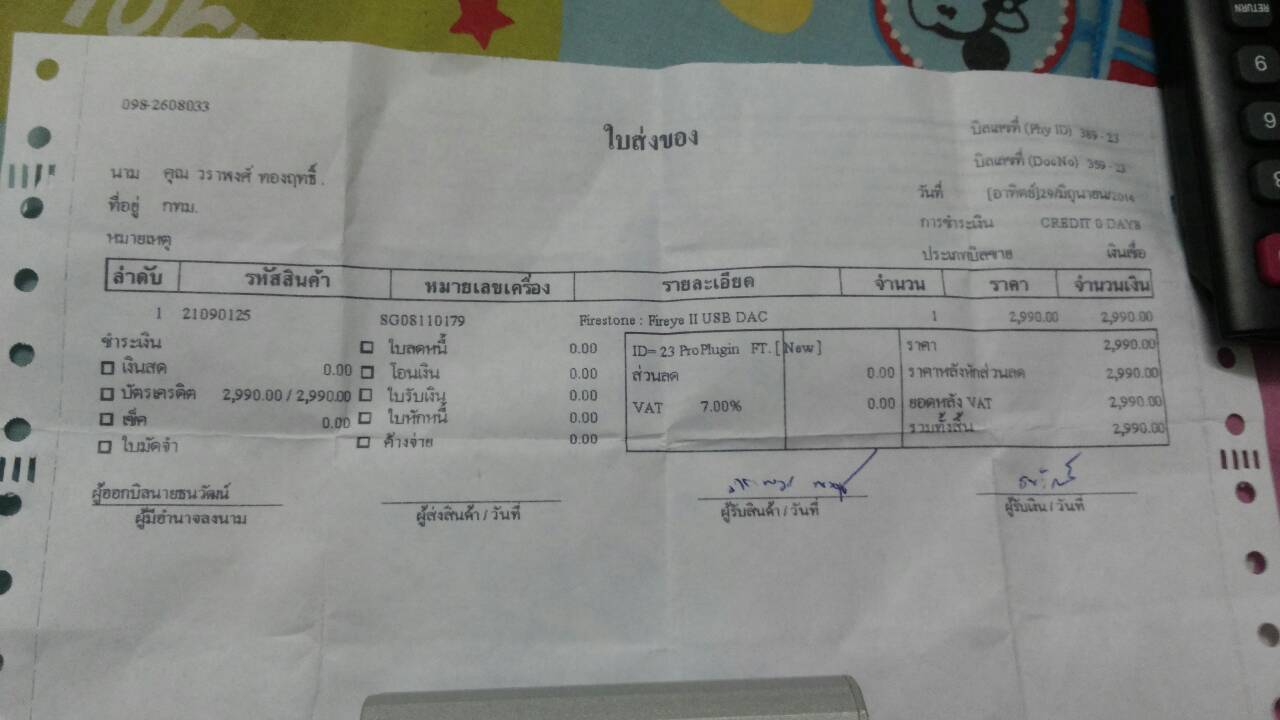 RETURN
6
9
098-2608033
ใบส่งของ
บิลเลขที่ (Phy ID) 389 - 23
บิลเลขที่ (DocNo) 359 - 23
นาม คุณ วราพงศ์ ทองฤทธิ์ .
ที่อยู่ กทม.
วันที่ [อาทิตย์]29/มิถุนายน/2014
หมายเหตุ
การชำระเงิน CREDIT 0 DAYS
ประเภทบิลขาย เงินเชื่อ
ลำดับ รหัสสินค้า หมายเลขเครื่อง รายละเอียด จำนวน ราคา จำนวนเงิน
1 21090125 SG08110179 Firestone : Fireye II USB DAC 1 2,990.00 2,990.00
ชำระเงิน ใบลดหนี้ 0.00 ID= 23 ProPlugin FT. [ New ] ราคา 2,990.00
เงินสด 0.00 โอนเงิน 0.00 ส่วนลด 0.00 ราคาหลังหักส่วนลด 2,990.00
บัตรเครดิต 2,990.00 / 2,990.00 ใบรับเงิน 0.00 VAT 7.00% 0.00 ยอดหลัง VAT 2,990.00
เช็ค 0.00 ใบหักหนี้ 0.00 รวมทั้งสิ้น 2,990.00
ใบมัดจำ ค้างจ่าย 0.00
ผู้ออกบิลนายธนวัฒน์
ผู้มีอำนาจลงนาม ผู้ส่งสินค้า / วันที่ ผู้รับสินค้า / วันที่ ผู้รับเงิน / วันที่